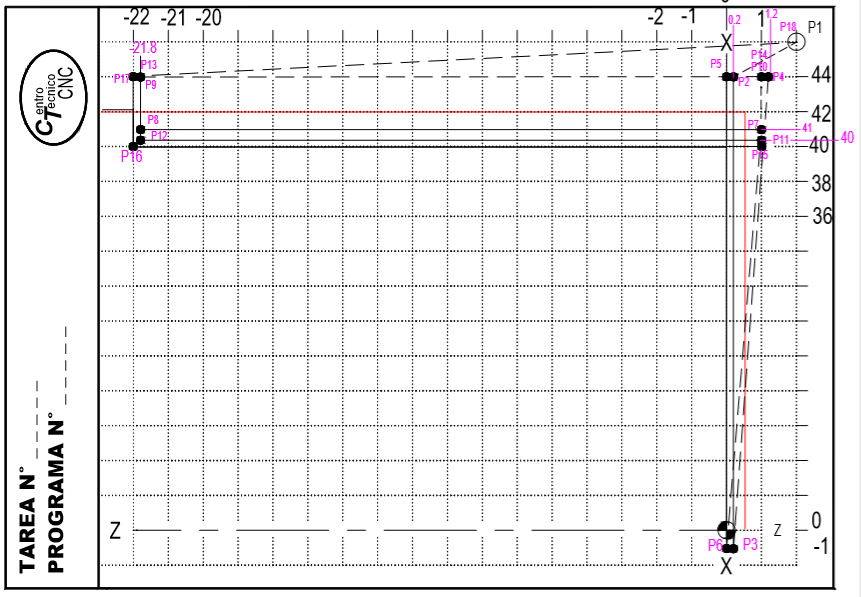 -22 -21 -20
-2 -1
0.2
1
1.2
P18
P1
X
-21.8
P13
P17
P9
P5
P2
P14
P10
P4
44
42
P8
P12
P7
41
P11
40
40
P16
38
36
Centro
Tecnico
CNC
TAREA N° _ _ _ _ _
PROGRAMA N° _ _ _ _ _
Z
Z
0
P6
P3
-1
X